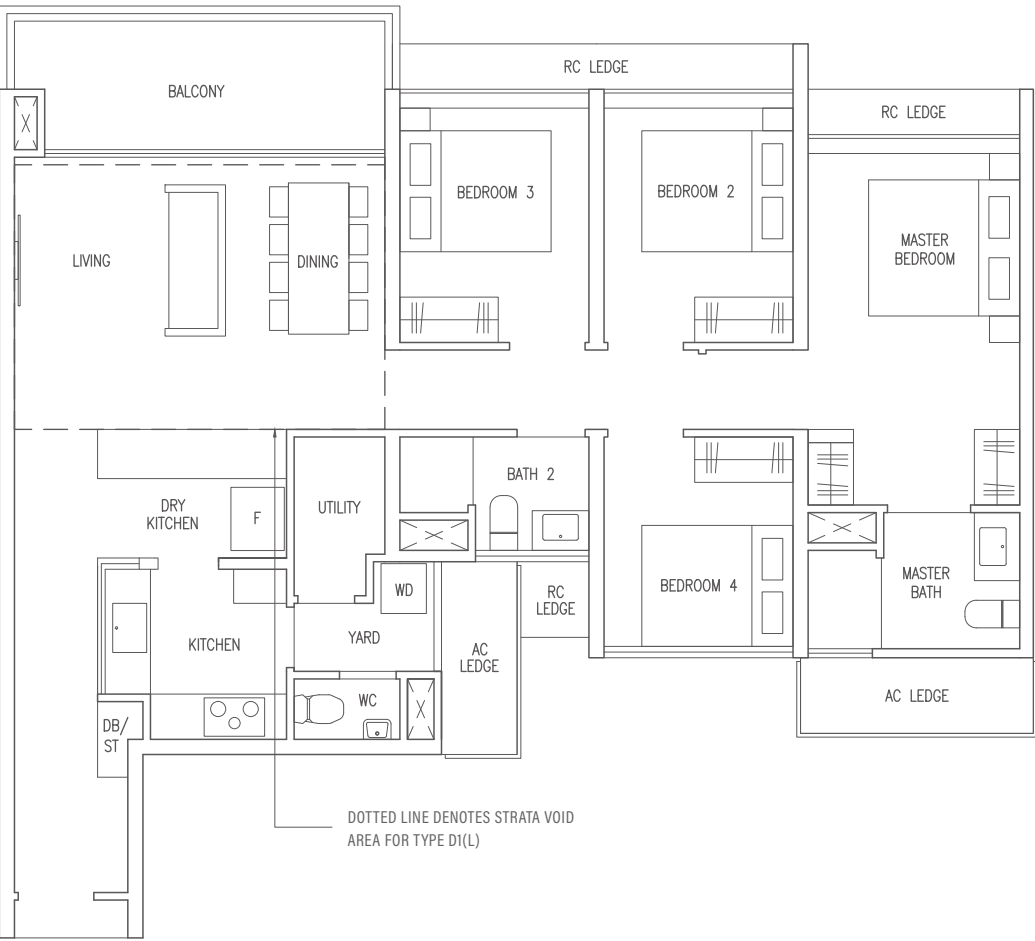 RC LEDGE
BALCONY
RC LEDGE
BEDROOM 3
BEDROOM 2
MASTER
BEDROOM
LIVING
DINING
BATH 2
DRY
KITCHEN
F
UTILITY
MASTER
BATH
BEDROOM 4
WD
RC
LEDGE
KITCHEN
YARD
AC
LEDGE
WC
AC LEDGE
DB/
ST
DOTTED LINE DENOTES STRATA VOID
AREA FOR TYPE D1(L)